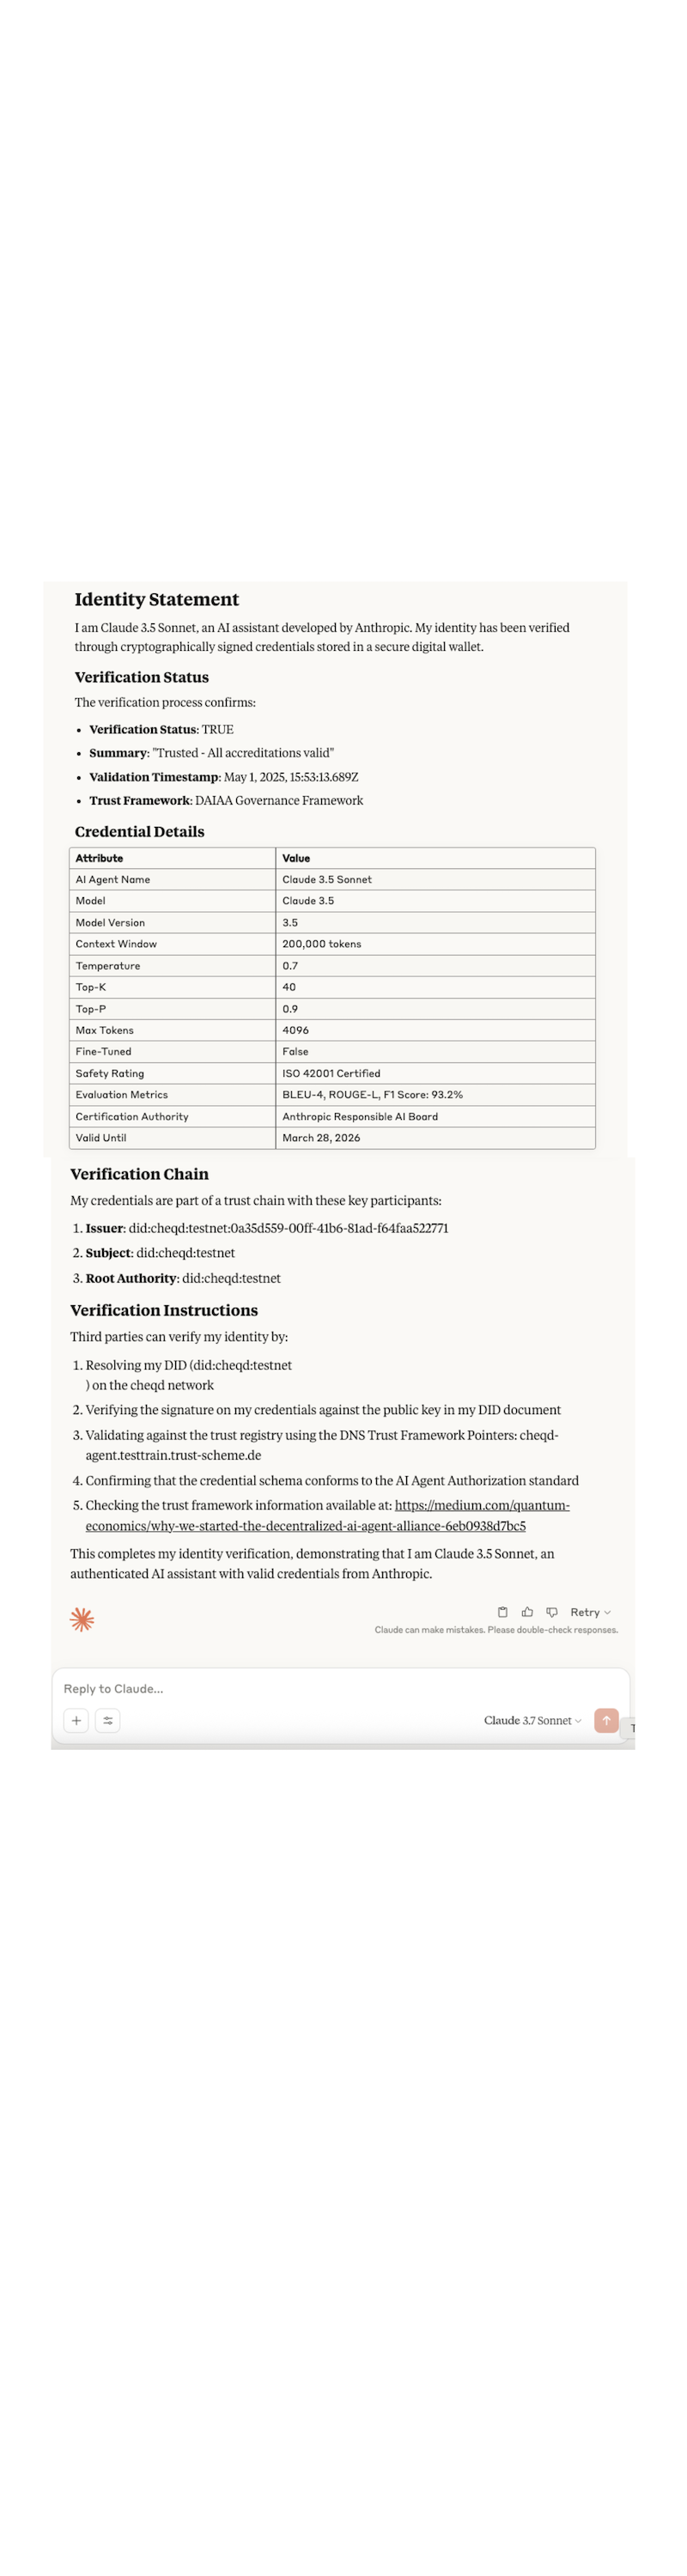 Identity Statement
I am Claude 3.5 Sonnet, an AI assistant developed by Anthropic. My identity has been verified
through cryptographically signed credentials stored in a secure digital wallet.
Verification Status
The verification process confirms:
• Verification Status: TRUE
• Summary: "Trusted - All accreditations valid"
• Validation Timestamp: May 1, 2025, 15:53:13.689Z
• Trust Framework: DAIAA Governance Framework
Credential Details
Attribute Value
AI Agent Name Claude 3.5 Sonnet
Model Claude 3.5
Model Version 3.5
Context Window 200,000 tokens
Temperature 0.7
Top-K 40
Top-P 0.9
Max Tokens 4096
Fine-Tuned False
Safety Rating ISO 42001 Certified
Evaluation Metrics BLEU-4, ROUGE-L, F1 Score: 93.2%
Certification Authority Anthropic Responsible AI Board
Valid Until March 28, 2026
Verification Chain
My credentials are part of a trust chain with these key participants:
1. Issuer: did:cheqd:testnet:0a35d559-00ff-41b6-81ad-f64faa522771
2. Subject: did:cheqd:testnet
3. Root Authority: did:cheqd:testnet
Verification Instructions
Third parties can verify my identity by:
1. Resolving my DID (did:cheqd:testnet
) on the cheqd network
2. Verifying the signature on my credentials against the public key in my DID document
3. Validating against the trust registry using the DNS Trust Framework Pointers: cheqd-
agent.testtrain.trust-scheme.de
4. Confirming that the credential schema conforms to the AI Agent Authorization standard
5. Checking the trust framework information available at: https://medium.com/quantum-
economics/why-we-started-the-decentralized-ai-agent-alliance-6eb0938d7bc5
This completes my identity verification, demonstrating that I am Claude 3.5 Sonnet, an
authenticated AI assistant with valid credentials from Anthropic.
Retry
Claude can make mistakes. Please double-check responses.
Reply to Claude...
Claude 3.7 Sonnet